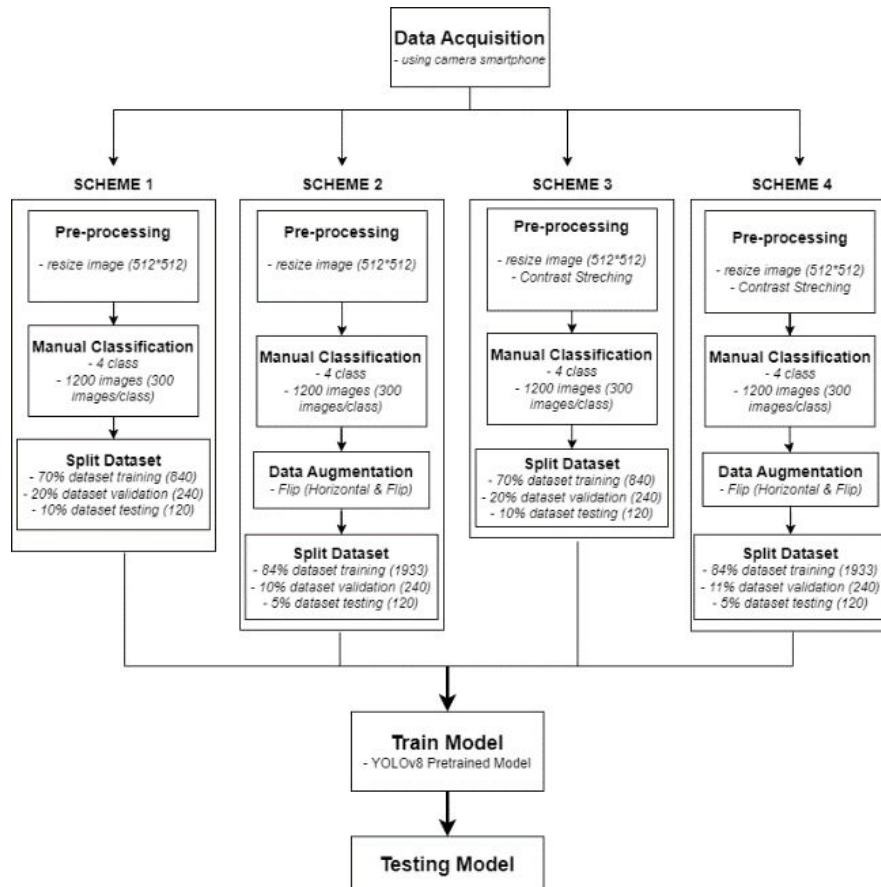 Data Acquisition
- using camera smartphone
SCHEME 1
Pre-processing
- resize image (512*512)
Manual Classification
- 4 class
- 1200 images (300
images/class)
Split Dataset
- 70% dataset training (840)
- 20% dataset validation (240)
- 10% dataset testing (120)
SCHEME 2
Pre-processing
- resize image (512*512)
Manual Classification
- 4 class
- 1200 images (300
images/class)
Data Augmentation
- Flip (Horizontal & Flip)
Split Dataset
- 84% dataset training (1933)
- 10% dataset validation (240)
- 5% dataset testing (120)
SCHEME 3
Pre-processing
- resize image (512*512)
- Contrast Streching
Manual Classification
- 4 class
- 1200 images (300
images/class)
Split Dataset
- 70% dataset training (840)
- 20% dataset validation (240)
- 10% dataset testing (120)
SCHEME 4
Pre-processing
- resize image (512*512)
- Contrast Streching
Manual Classification
- 4 class
- 1200 images (300
images/class)
Data Augmentation
- Flip (Horizontal & Flip)
Split Dataset
- 84% dataset training (1933)
- 11% dataset validation (240)
- 5% dataset testing (120)
Train Model
- YOLOv8 Pretrained Model
Testing Model